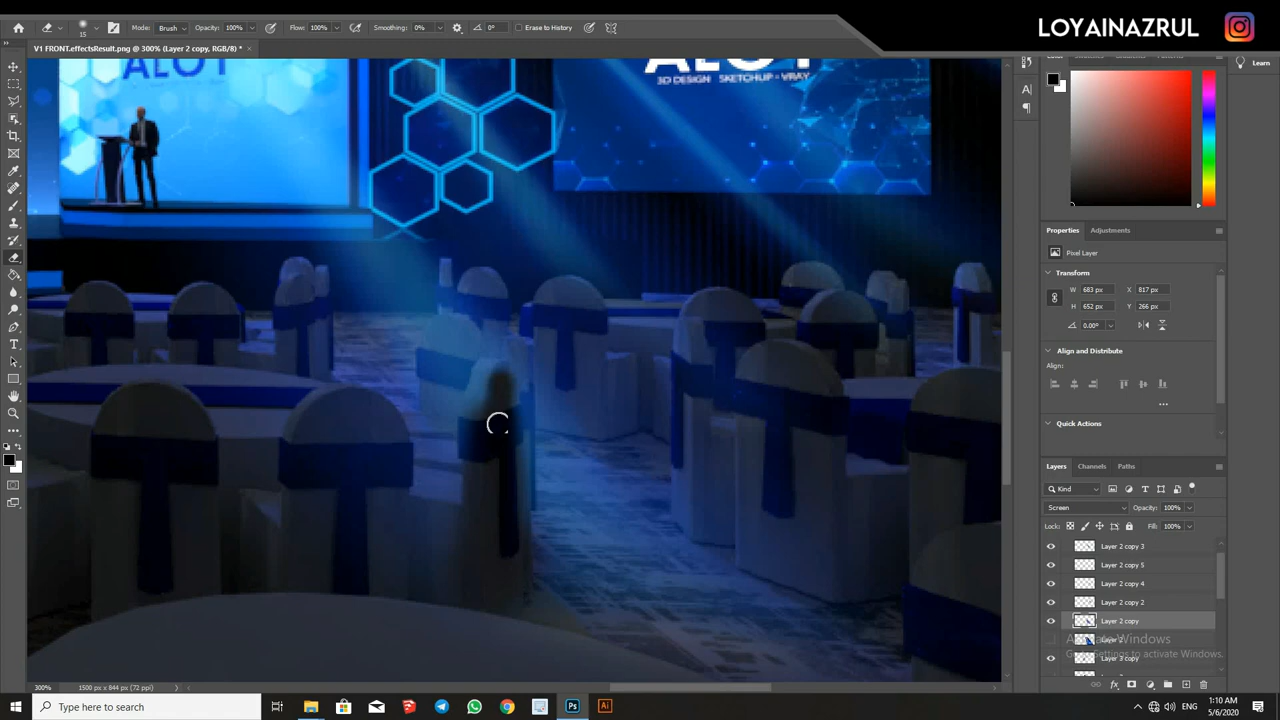 LOYAINAZRUL
Mode: Brush Opacity: 100% Flow: 100% Smoothing: 0% 0° Erase to History
15
V1 FRONT.effectsResult.png @ 300% (Layer 2 copy, RGB/8) *
Learn
ALOT
ALOT
3D DESIGN SKETCHUP - VRAY
Properties Adjustments
Pixel Layer
Transform
W 683 px X 817 px
H 652 px Y 266 px
0.00°
Align and Distribute
Align:
Quick Actions
Layers Channels Paths
Kind
Screen Opacity: 100%
Lock: Fill: 100%
Layer 2 copy 3
Layer 2 copy 5
Layer 2 copy 4
Layer 2 copy 2
Layer 2 copy
Layer 2
Activate Windows
Go to Settings to activate Windows.
Layer 3 copy
300% 1500 px x 844 px (72 ppi)
Type here to search
ENG
1:10 AM
5/6/2020